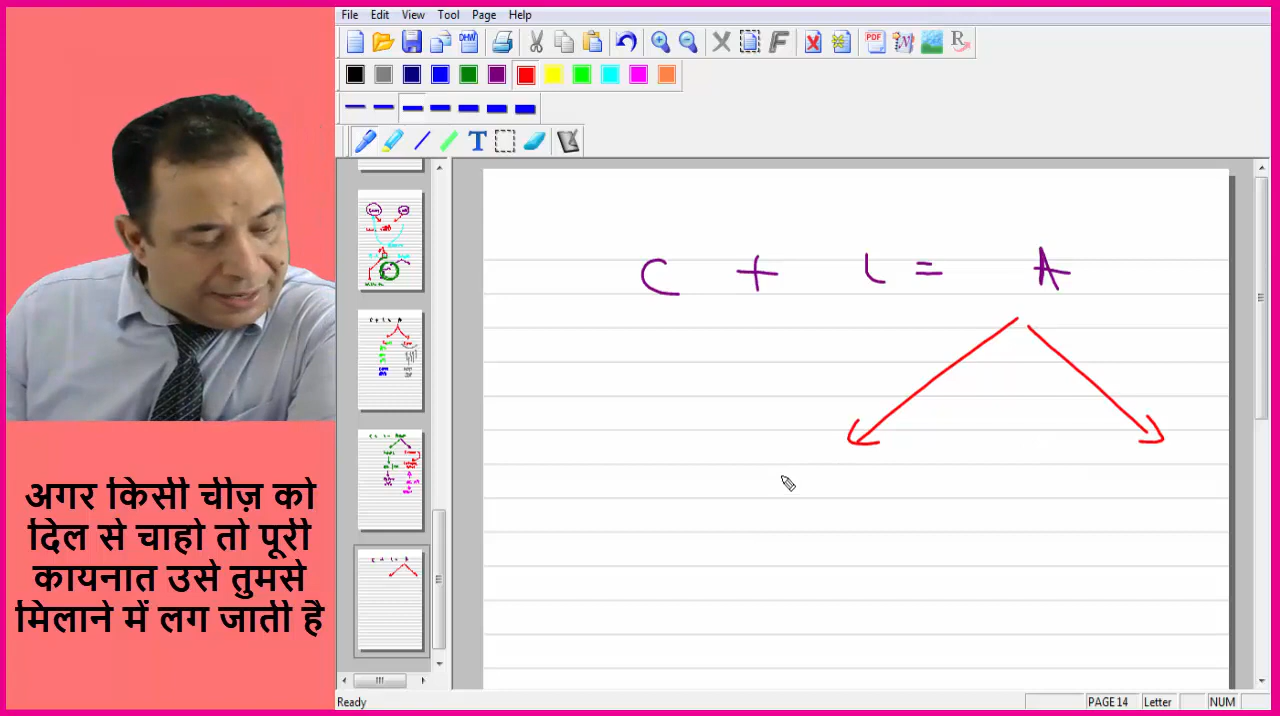 File Edit View Tool Page Help
C + L = A
अगर किसी चीज़ को
दिल से चाहो तो पूरी
कायनात उसे तुमसे
मिलाने में लग जाती है
Ready PAGE 14 Letter NUM